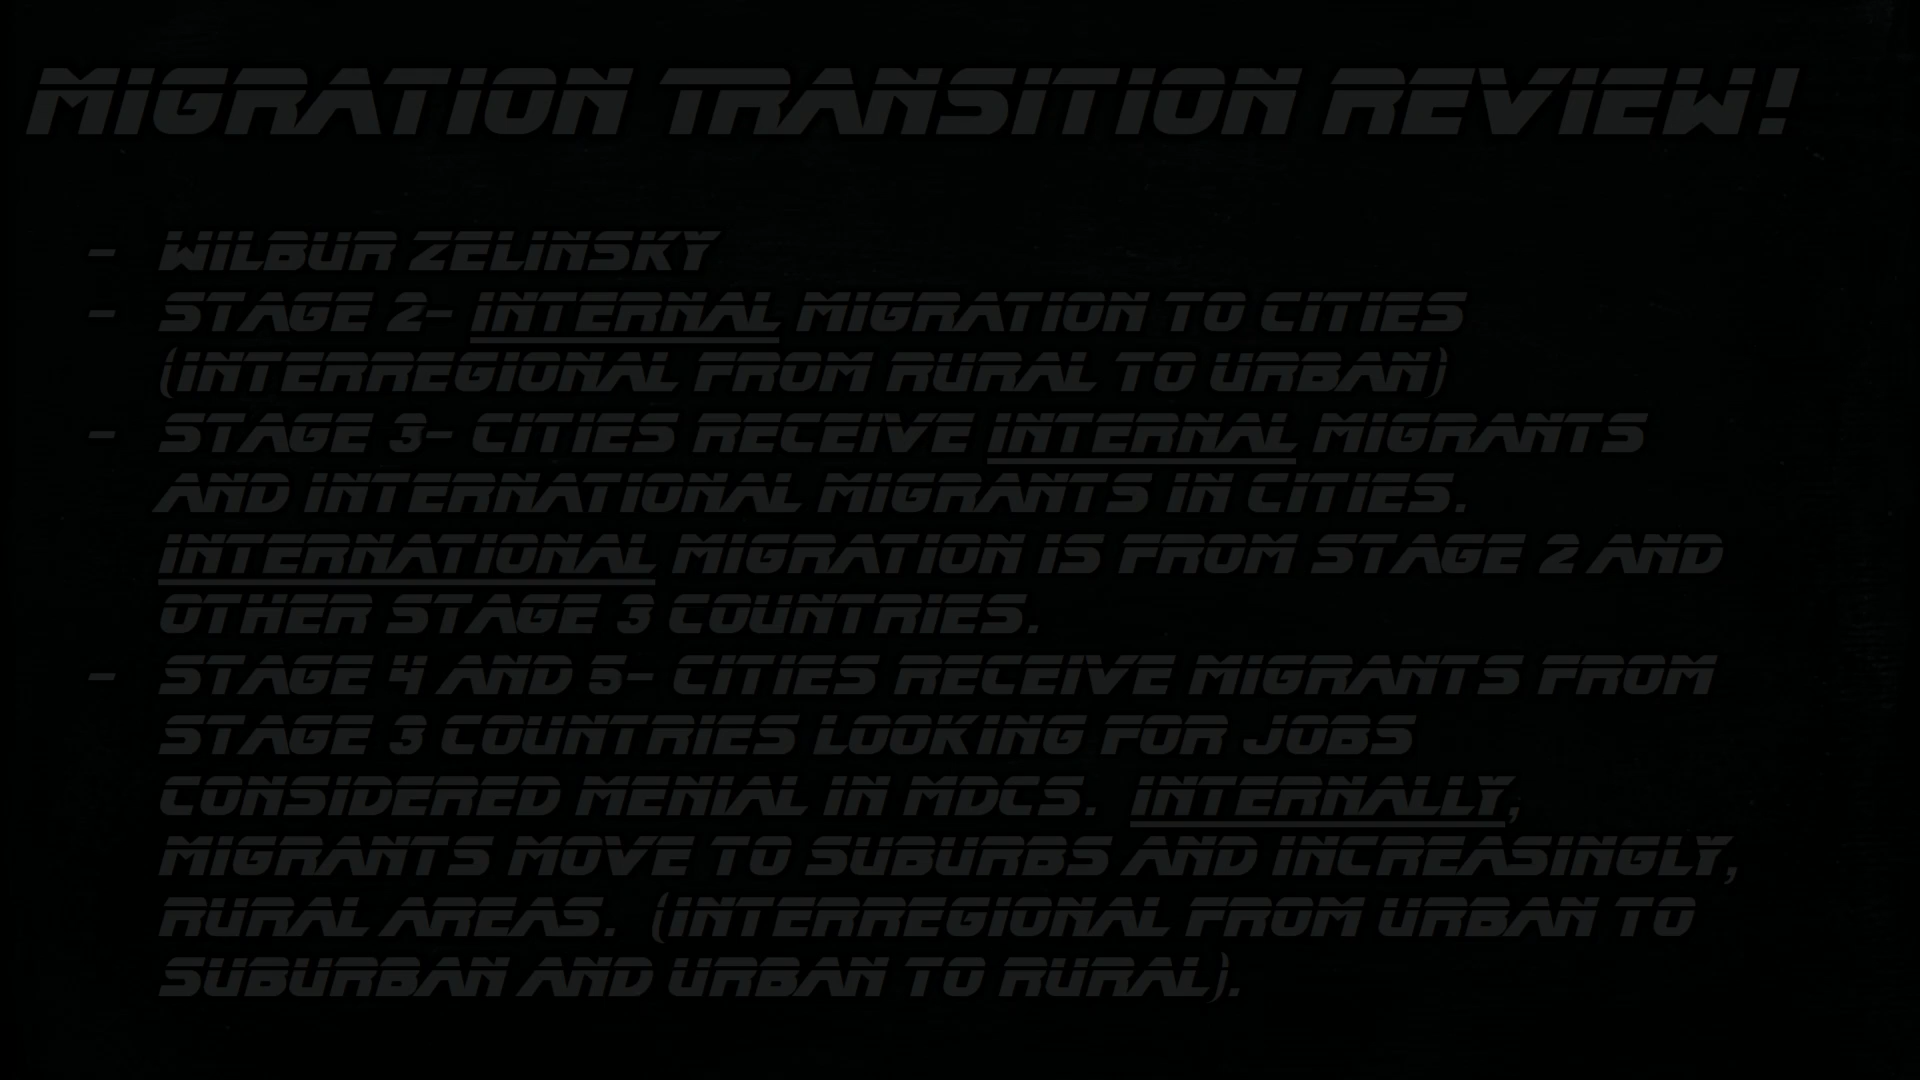 MIGRATION TRANSITION REVIEW!
- WILBUR ZELINSKY
- STAGE 2- INTERNAL MIGRATION TO CITIES
(INTERREGIONAL FROM RURAL TO URBAN)
- STAGE 3- CITIES RECEIVE INTERNAL MIGRANTS
AND INTERNATIONAL MIGRANTS IN CITIES.
INTERNATIONAL MIGRATION IS FROM STAGE 2 AND
OTHER STAGE 3 COUNTRIES.
- STAGE 4 AND 5- CITIES RECEIVE MIGRANTS FROM
STAGE 3 COUNTRIES LOOKING FOR JOBS
CONSIDERED MENIAL IN MDCS. INTERNALLY,
MIGRANTS MOVE TO SUBURBS AND INCREASINGLY,
RURAL AREAS. (INTERREGIONAL FROM URBAN TO
SUBURBAN AND URBAN TO RURAL).